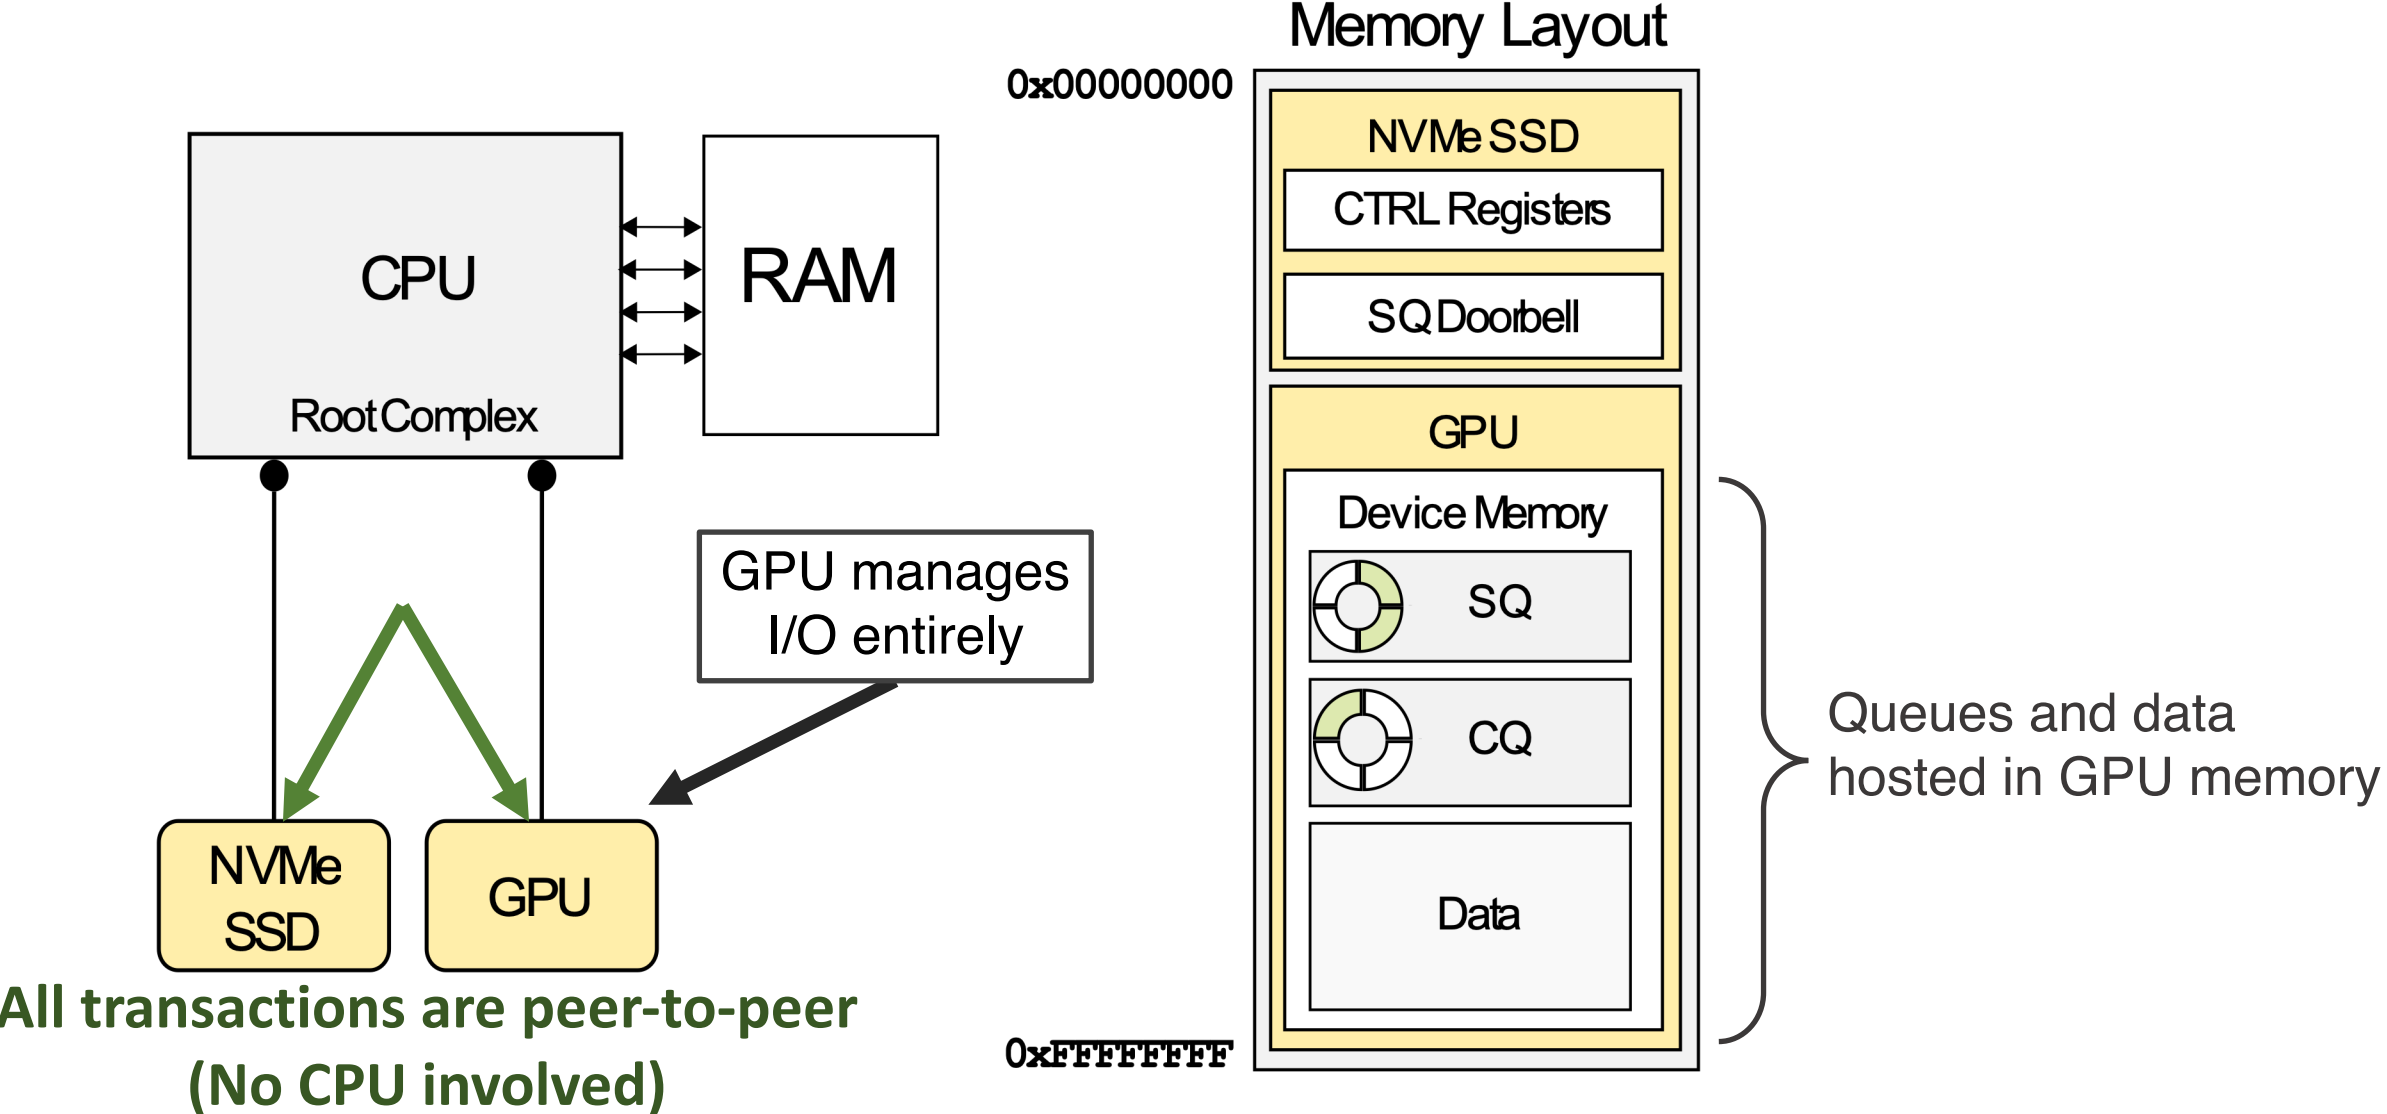 Memory Layout
0x00000000
NVMe SSD
CTRL Registers
SQ Doorbell
CPU
RAM
Root Complex
GPU
Device Memory
SQ
CQ
Data
GPU manages
I/O entirely
Queues and data
hosted in GPU memory
NVMe
SSD
GPU
All transactions are peer-to-peer
(No CPU involved)
0xFFFFFFFF